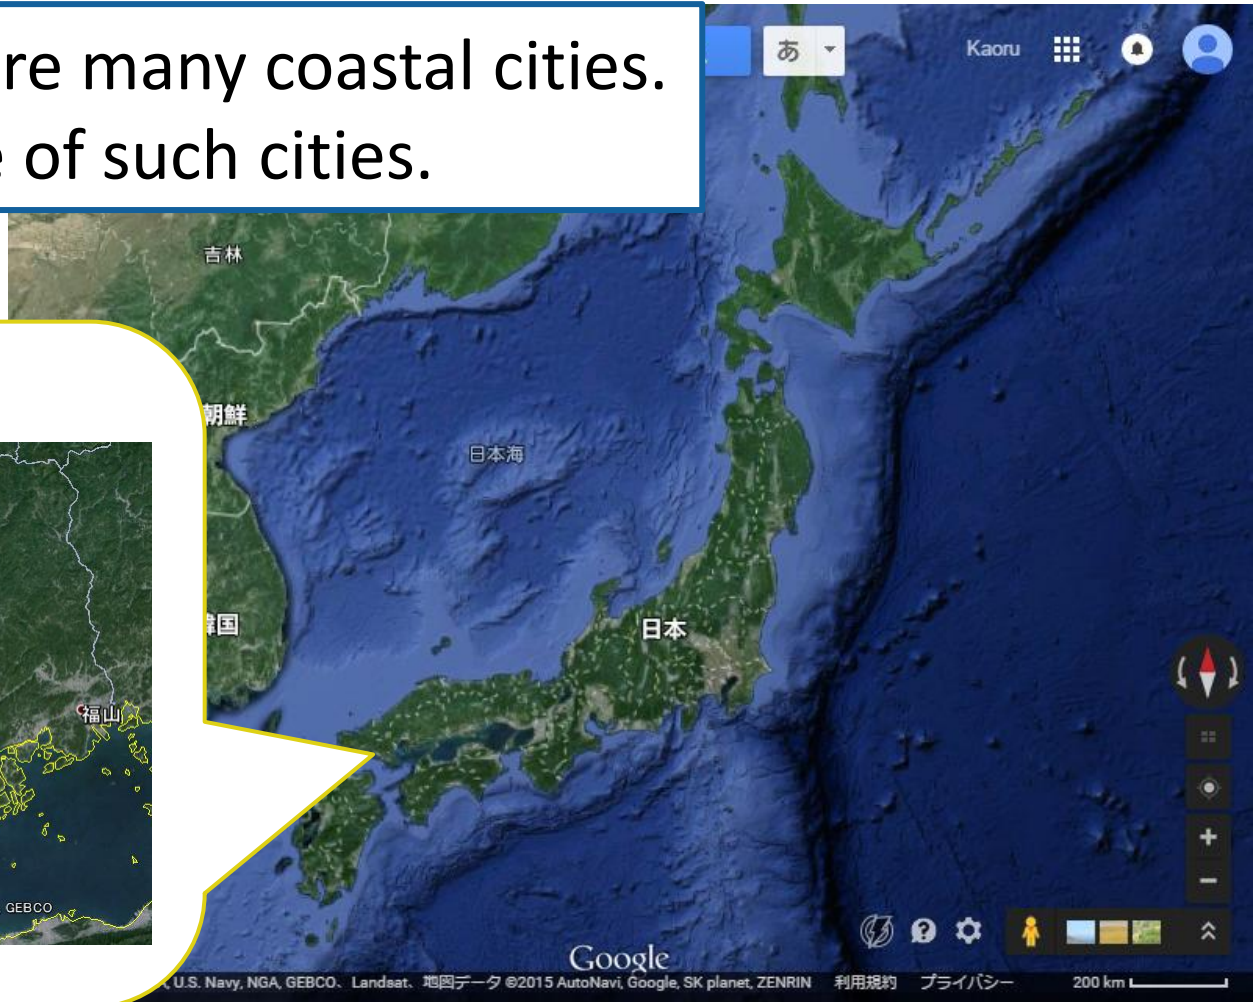 re many coastal cities.
of such cities.
あ
Kaoru
吉林
朝鮮
日本海
国
日本
福山
GEBCO
Google
U.S. Navy, NGA, GEBCO、Landsat、地図データ ©2015 AutoNavi, Google, SK planet, ZENRIN 利用規約 プライバシー 200 km